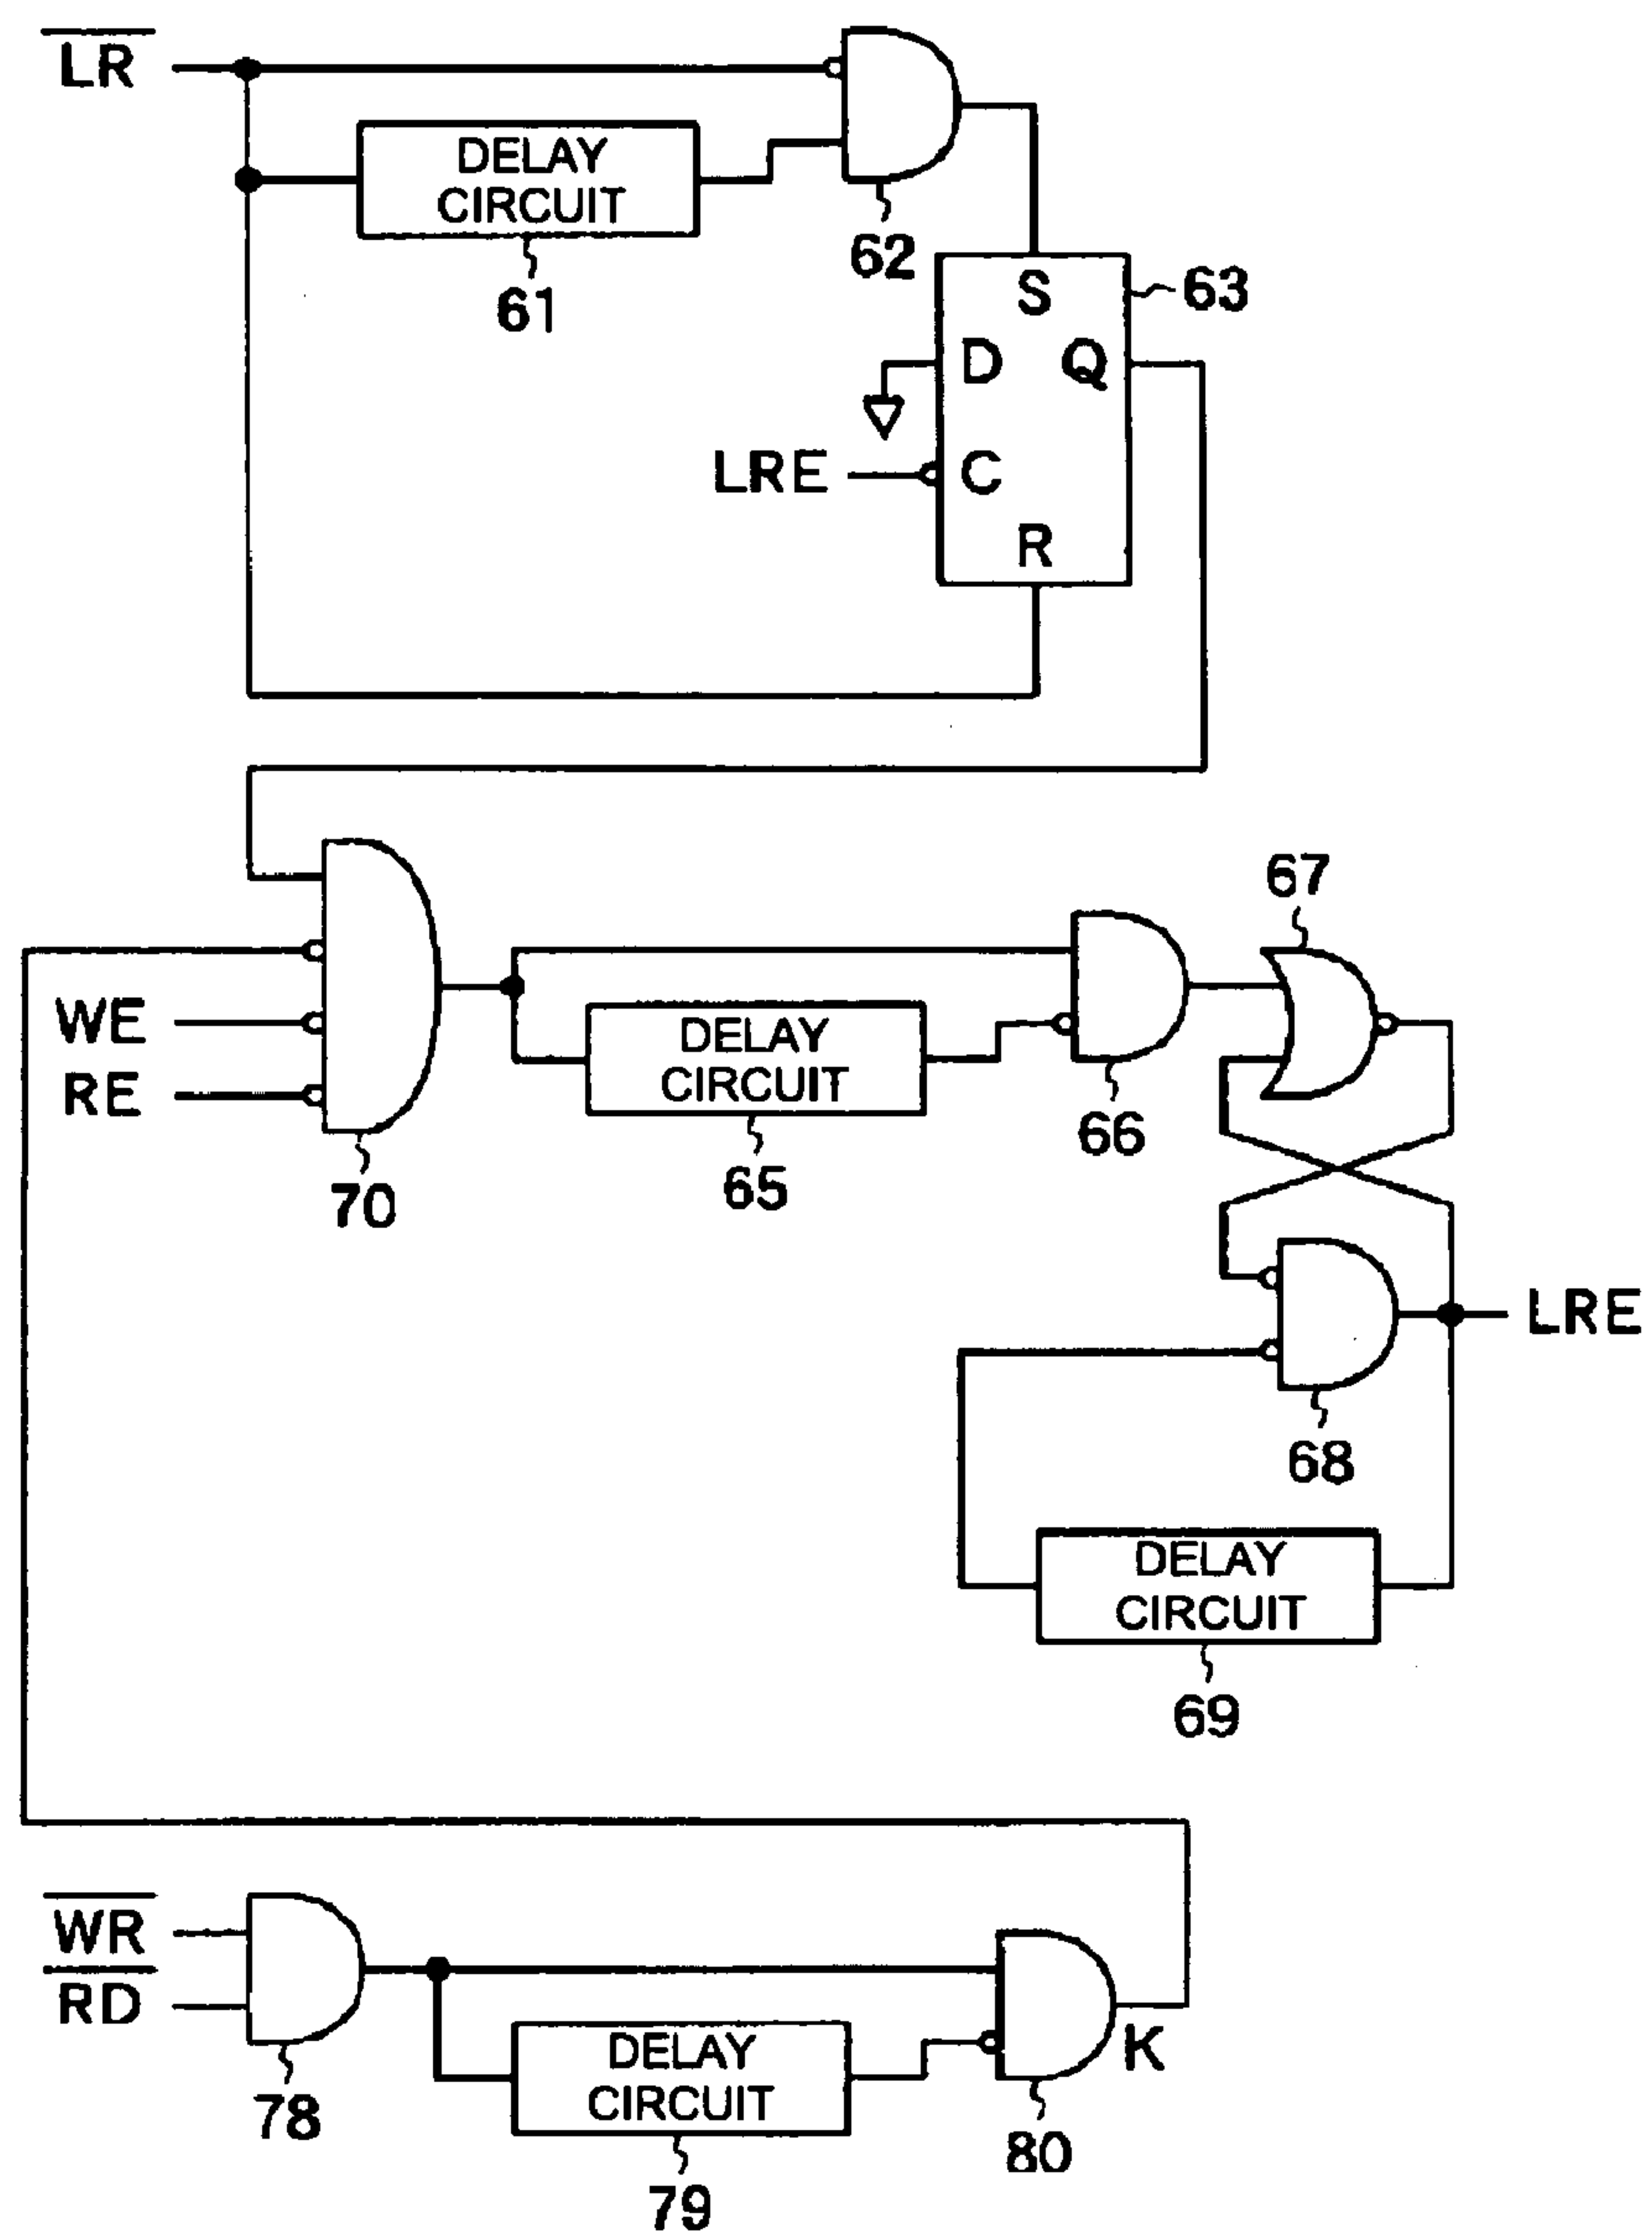 LR
DELAY
CIRCUIT
61
62
S
63
D
Q
LRE
C
R
67
WE
RE
DELAY
CIRCUIT
70
65
66
LRE
68
DELAY
CIRCUIT
69
WR
RD
K
DELAY
CIRCUIT
78
80
79